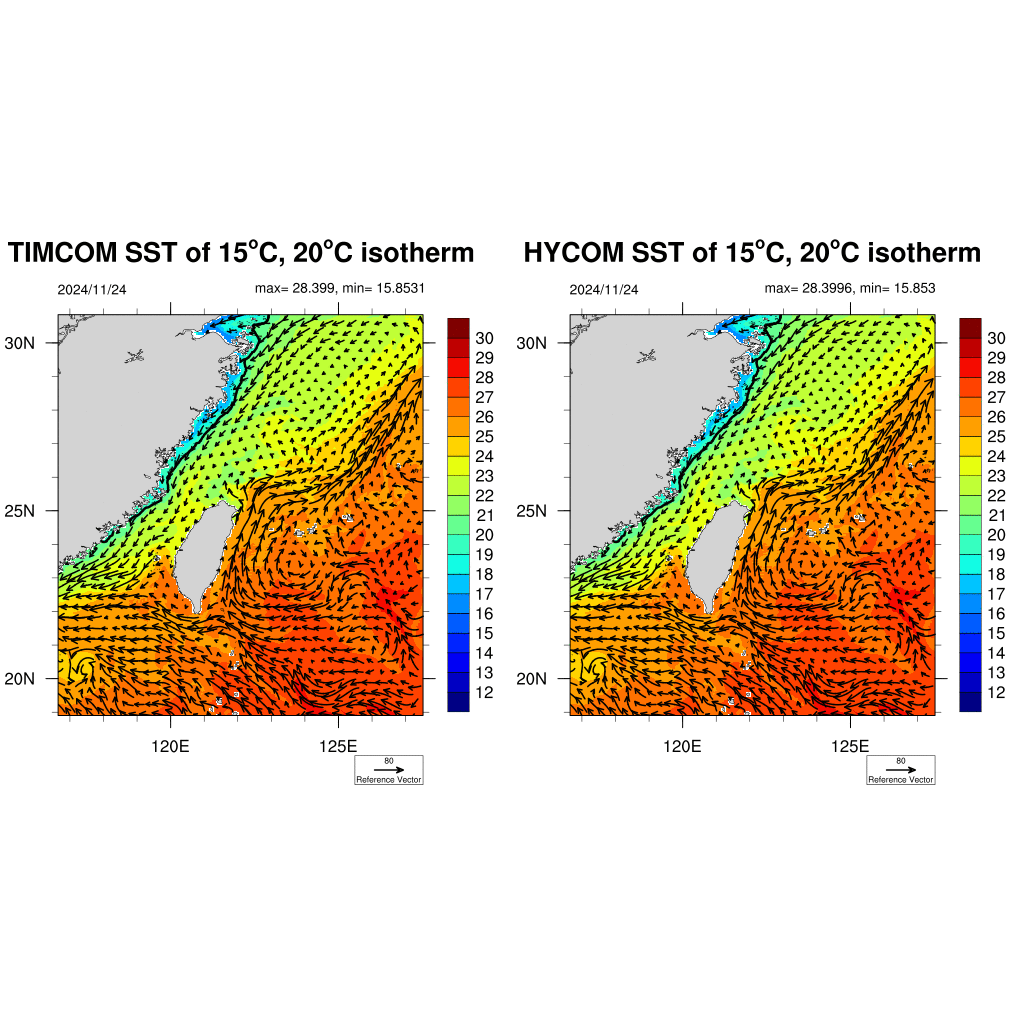 TIMCOM SST of 15°C, 20°C isotherm
2024/11/24
max= 28.399, min= 15.8531
30N
25N
20N
120E
125E
30
29
28
27
26
25
24
23
22
21
20
19
18
17
16
15
14
13
12
80
Reference Vector
HYCOM SST of 15°C, 20°C isotherm
2024/11/24
max= 28.3996, min= 15.853
30N
25N
20N
120E
125E
30
29
28
27
26
25
24
23
22
21
20
19
18
17
16
15
14
13
12
80
Reference Vector